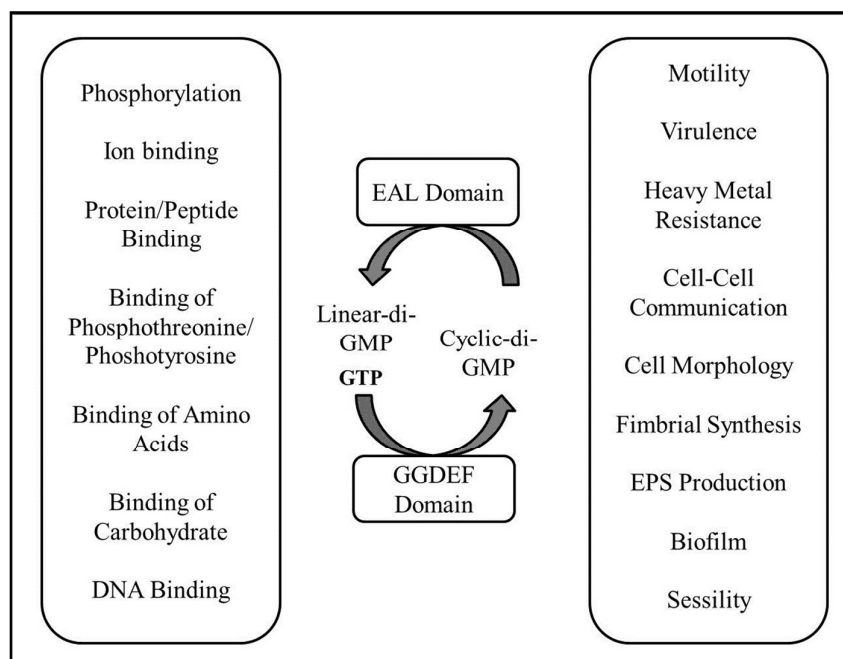 Phosphorylation
Ion binding
Protein/Peptide
Binding
Binding of
Phosphothreonine/
Phoshotyrosine
Binding of Amino
Acids
Binding of
Carbohydrate
DNA Binding
EAL Domain
Linear-di-
GMP
GTP
Cyclic-di-
GMP
GGDEF
Domain
Motility
Virulence
Heavy Metal
Resistance
Cell-Cell
Communication
Cell Morphology
Fimbrial Synthesis
EPS Production
Biofilm
Sessility